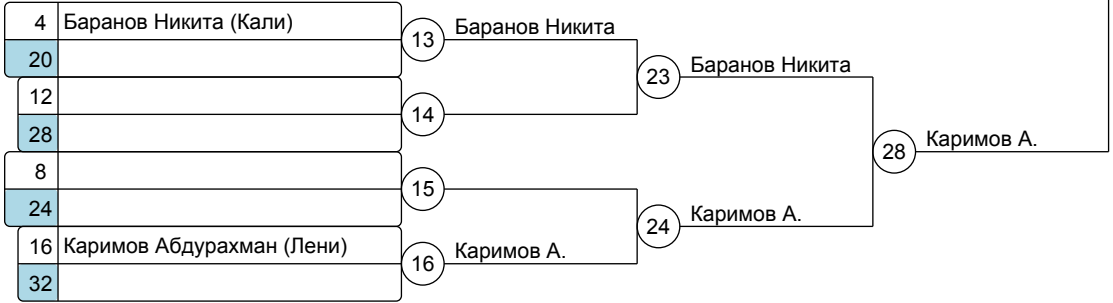 4 Баранов Никита (Кали)
20
12
28
8
24
16 Каримов Абдурахман (Лени)
32
13 Баранов Никита
14
15
16 Каримов А.
23 Баранов Никита
24 Каримов А.
28 Каримов А.